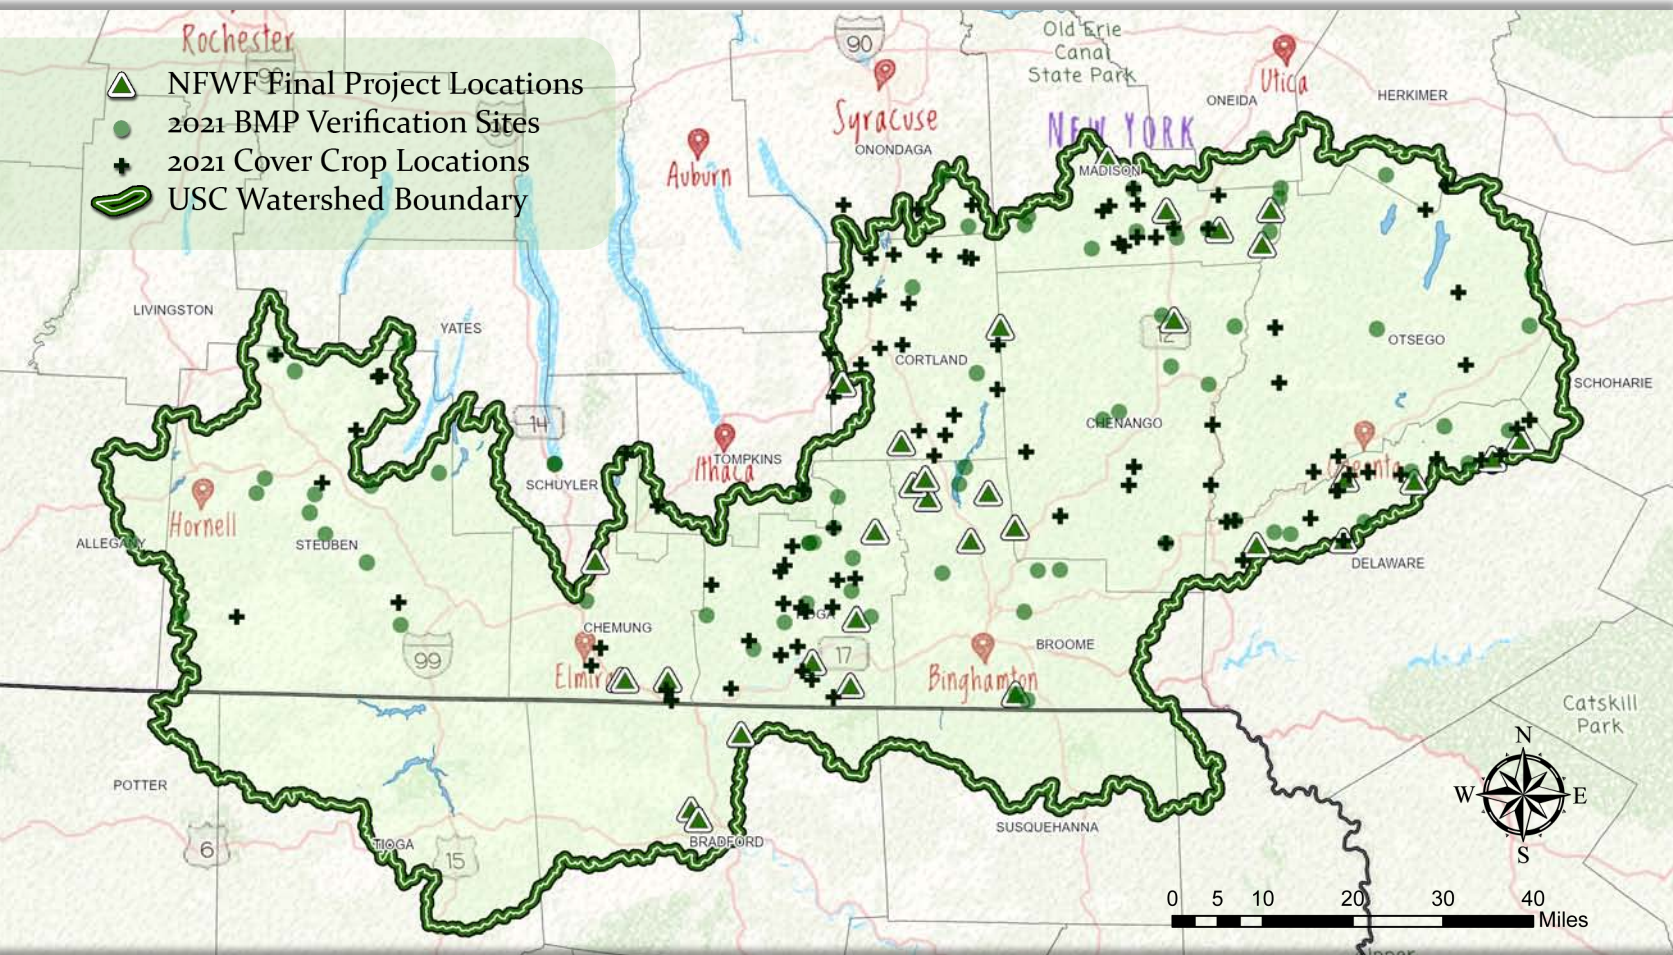 Rochester
90
Old Erie
Canal
State Park
90
Utica
NFWF Final Project Locations
ONEIDA
HERKIMER
Syracuse
2021 BMP Verification Sites
NEW YORK
ONONDAGA
2021 Cover Crop Locations
Auburn
MADISON
USC Watershed Boundary
LIVINGSTON
YATES
12
OTSEGO
CORTLAND
SCHOHARIE
14
CHENANGO
TOMPKINS
Ithaca
SCHUYLER
Oneonta
Hornell
ALLEGANY
STEUBEN
DELAWARE
TIOGA
CHEMUNG
BROOME
17
99
Elmira
Binghamton
Catskill
Park
N
POTTER
W
E
SUSQUEHANNA
S
TIOGA
BRADFORD
6
15
0 5 10 20 30 40
Miles